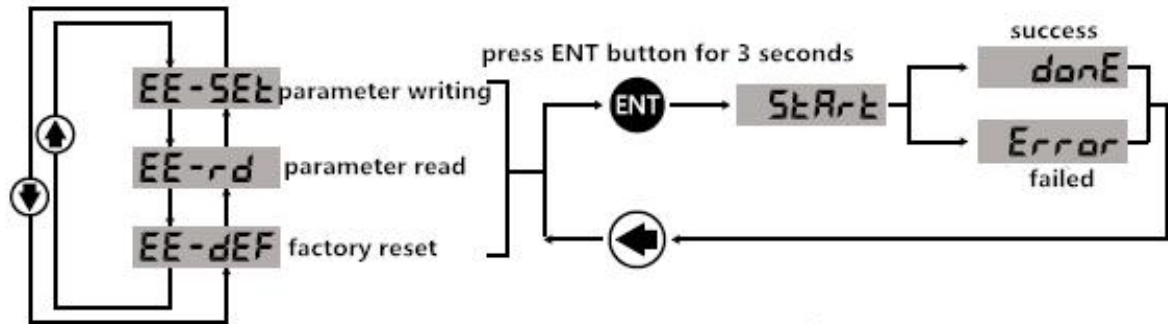 success
press ENT button for 3 seconds
donE
EE-SEt parameter writing
ENT
StArt
Error
EE-rd parameter read
failed
EE-dEF factory reset